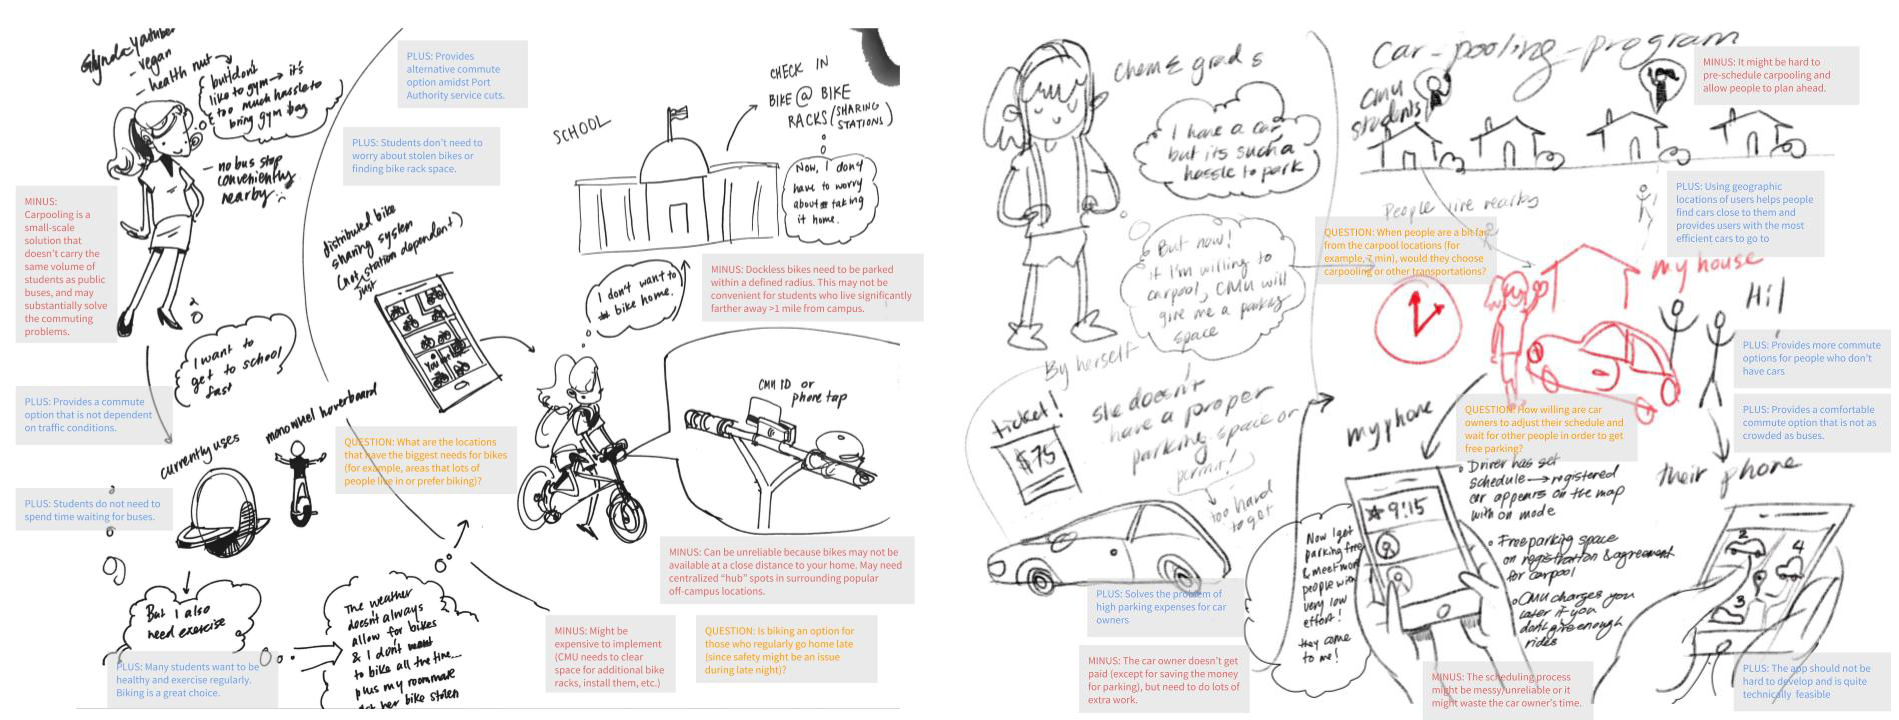 Glynda-Yatuber
- vegan
- health nut
but/don't
like to gym → it's
too much hassle to
bring gym bag
- no bus stop
conveniently
nearby
MINUS:
Carpooling is a
small-scale
solution that
doesn't carry the
same volume of
students as public
buses, and may
substantially solve
the commuting
problems.
I want to
get to school
fast
PLUS: Provides a commute
option that is not dependent
on traffic conditions.
currently uses
monowheel hoverboard
PLUS: Students do not need to
spend time waiting for buses.
But I also
need exercise
PLUS: Many students want to be
healthy and exercise regularly.
Biking is a great choice.
The weather
doesn't always
allow for bikes
& I don't want
to bike all the time...
plus my roommate
got her bike stolen
PLUS: Provides
alternative commute
option amidst Port
Authority service cuts.
PLUS: Students don't need to
worry about stolen bikes or
finding bike rack space.
distributed bike
sharing system
(not station dependent)
just
QUESTION: What are the locations
that have the biggest needs for bikes
(for example, areas that lots of
people live in or prefer biking)?
SCHOOL
CHECK IN
BIKE @ BIKE
RACKS (SHARING
STATIONS)
Now, I don't
have to worry
about taking
it home.
I don't want to
bike home.
MINUS: Dockless bikes need to be parked
within a defined radius. This may not be
convenient for students who live significantly
farther away >1 mile from campus.
CMU ID or
phone tap
MINUS: Can be unreliable because bikes may not be
available at a close distance to your home. May need
centralized "hub" spots in surrounding popular
off-campus locations.
MINUS: Might be
expensive to implement
(CMU needs to clear
space for additional bike
racks, install them, etc.)
QUESTION: Is biking an option for
those who regularly go home late
(since safety might be an issue
during late night)?
cheme grads
I have a car
but its such a
hassle to park
But now!
if I'm willing to
carpool, CMU will
give me a parking
space
By herself
she doesn't
have a proper
parking space or
permit!
too hard
to get
ticket!
$75
PLUS: Solves the problem of
high parking expenses for car
owners
MINUS: The car owner doesn't get
paid (except for saving the money
for parking), but need to do lots of
extra work.
Now I get
parking free
& meet more
people with
very low
effort!
they come
to me!
Car-pooling-program
CMU
students
MINUS: It might be hard to
pre-schedule carpooling and
allow people to plan ahead.
People live nearby
PLUS: Using geographic
locations of users helps people
find cars close to them and
provides users with the most
efficient cars to go to
QUESTION: When people are a bit far
from the carpool locations (for
example, 7 min), would they choose
carpooling or other transportations?
my house
Hi!
PLUS: Provides more commute
options for people who don't
have cars
PLUS: Provides a comfortable
commute option that is not as
crowded as buses.
QUESTION: How willing are car
owners to adjust their schedule and
wait for other people in order to get
free parking?
my phone
9:15
• Driver has set
schedule → registered
car appears on the map
with on mode
• Free parking space
on registration & agreement
for carpool
• CMU charges you
later if you
don't give enough
rides
their phone
2
4
3
MINUS: The scheduling process
might be messy/unreliable or it
might waste the car owner's time.
PLUS: The app should not be
hard to develop and is quite
technically feasible